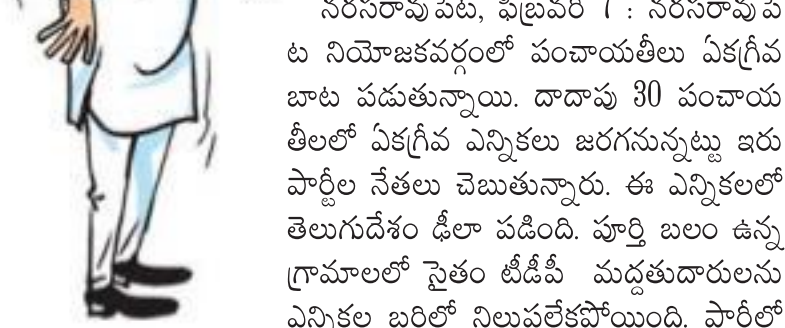 నరసరావుపేట, ఫిబ్రవరి 7 : నరసరావుపే
ట నియోజకవర్గంలో పంచాయతీలు ఏకగ్రీవ
బాట పడుతున్నాయి. దాదాపు 30 పంచాయ
తీలలో ఏకగ్రీవ ఎన్నికలు జరగనున్నట్టు ఇరు
పార్టీల నేతలు చెబుతున్నారు. ఈ ఎన్నికలలో
తెలుగుదేశం ఢీలా పడింది. పూర్తి బలం ఉన్న
గ్రామాలలో సైతం టీడీపీ మద్దతుదారులను
ఎన్నికల బరిలో నిలుపలేకపోయింది. పార్టీలో